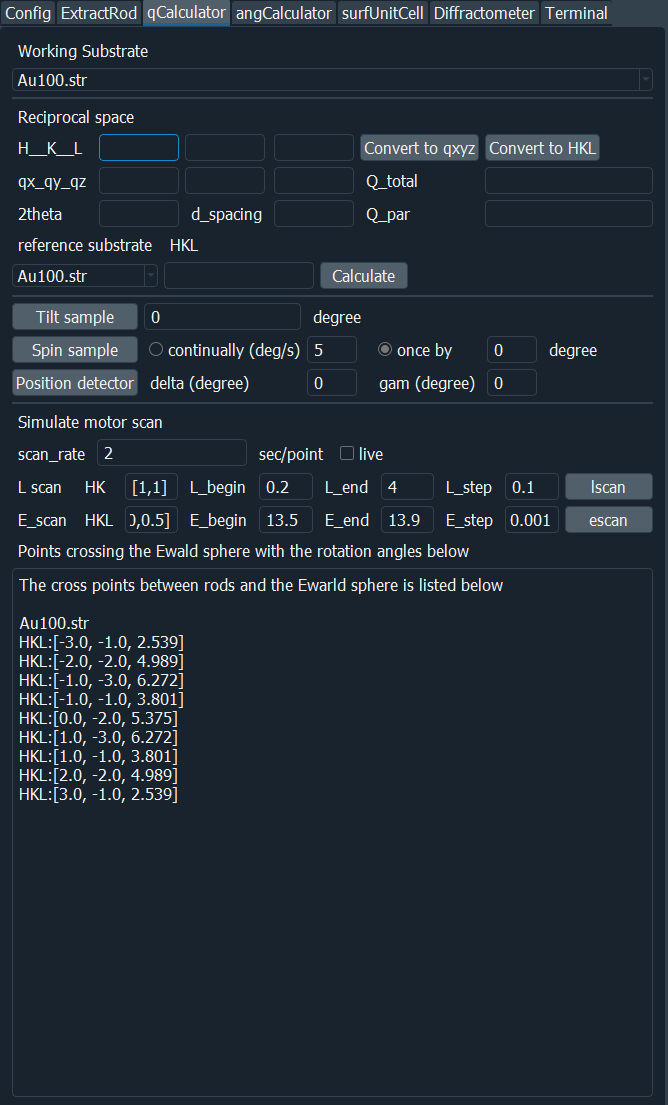 Config ExtractRod qCalculator angCalculator surfUnitCell Diffractometer Terminal
Working Substrate
Au100.str
Reciprocal space
H__K__L Convert to qxyz Convert to HKL
qx_qy_qz Q_total
2theta d_spacing Q_par
reference substrate HKL
Au100.str Calculate
Tilt sample 0 degree
Spin sample continually (deg/s) 5 once by 0 degree
Position detector delta (degree) 0 gam (degree) 0
Simulate motor scan
scan_rate 2 sec/point live
L scan HK [1,1] L_begin 0.2 L_end 4 L_step 0.1 lscan
E_scan HKL ),0.5] E_begin 13.5 E_end 13.9 E_step 0.001 escan
Points crossing the Ewald sphere with the rotation angles below
The cross points between rods and the Ewarld sphere is listed below
Au100.str
HKL:[-3.0, -1.0, 2.539]
HKL:[-2.0, -2.0, 4.989]
HKL:[-1.0, -3.0, 6.272]
HKL:[-1.0, -1.0, 3.801]
HKL:[0.0, -2.0, 5.375]
HKL:[1.0, -3.0, 6.272]
HKL:[1.0, -1.0, 3.801]
HKL:[2.0, -2.0, 4.989]
HKL:[3.0, -1.0, 2.539]